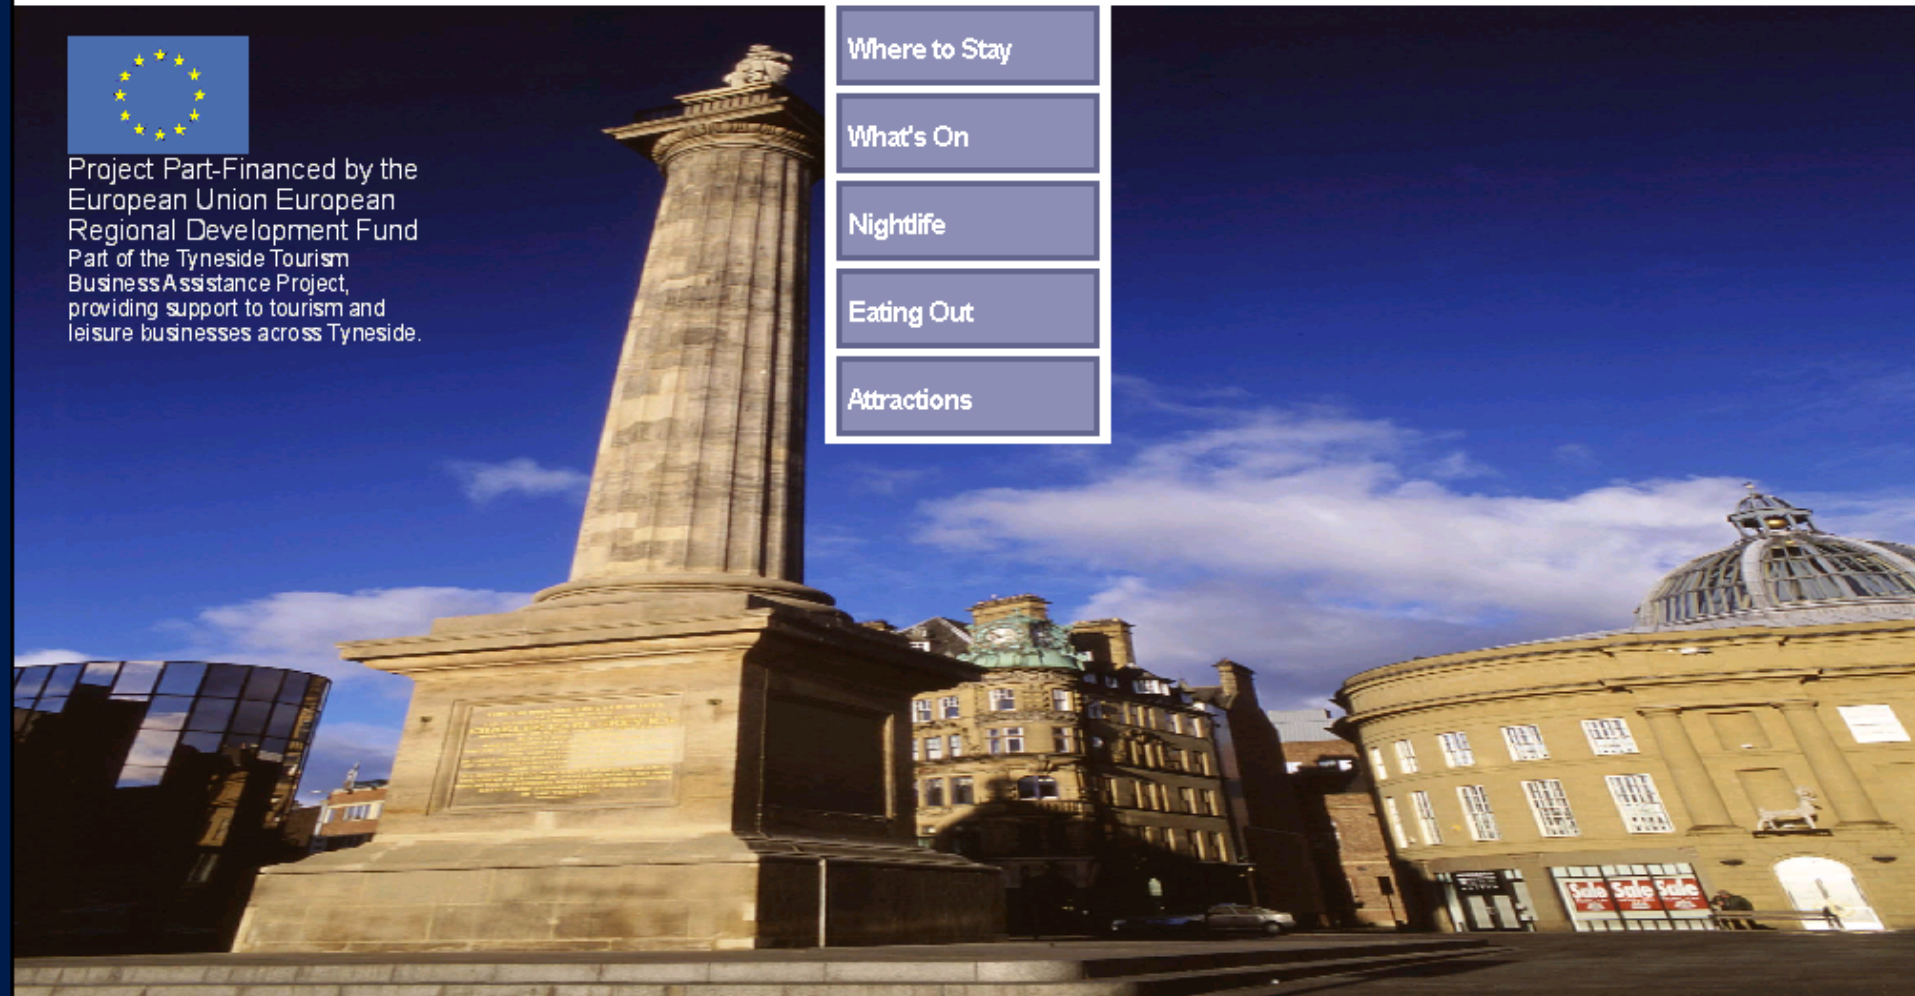 Project Part-Financed by the
European Union European
Regional Development Fund
Part of the Tyneside Tourism
Business Assistance Project,
providing support to tourism and
leisure businesses across Tyneside.
Where to Stay
What's On
Nightlife
Eating Out
Attractions
Sale Sale Sale